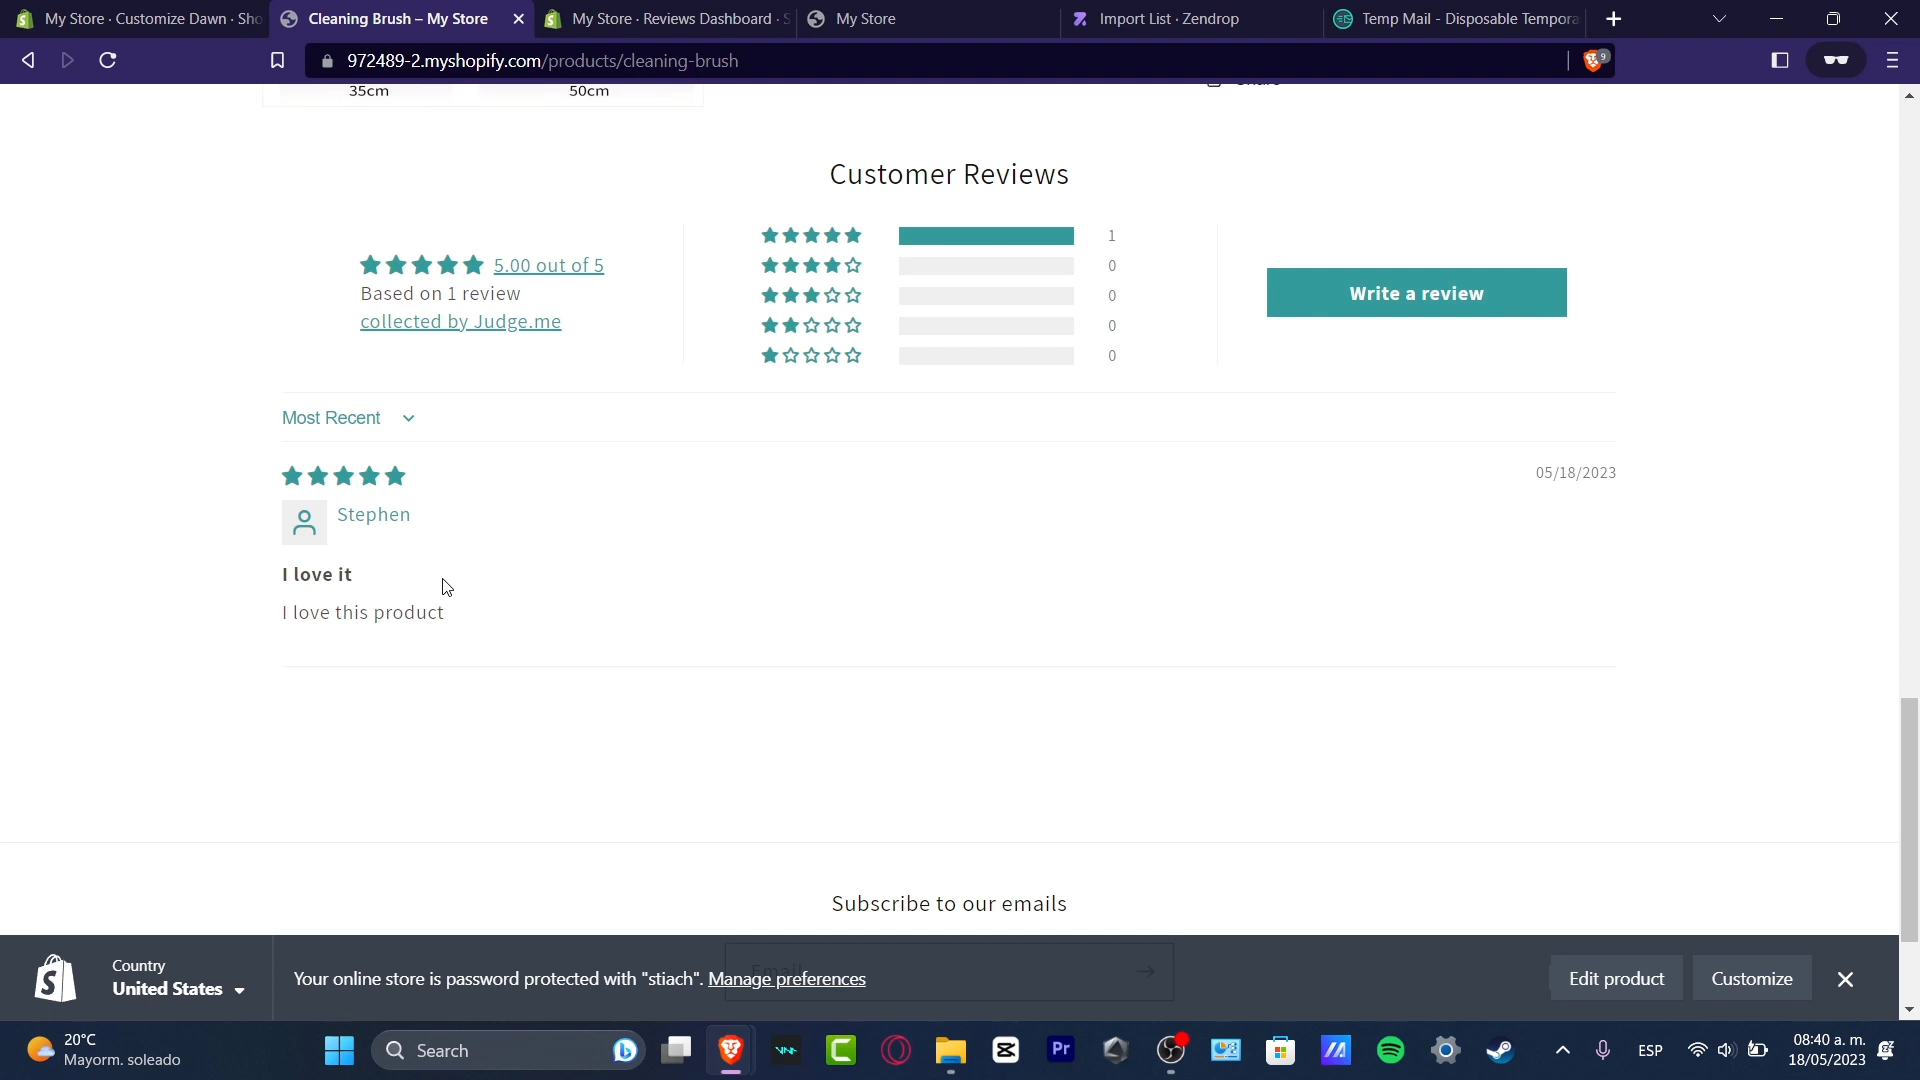 My Store · Customize Dawn · Sho
Cleaning Brush – My Store
My Store · Reviews Dashboard · S
My Store
Import List · Zendrop
Temp Mail - Disposable Tempora
972489-2.myshopify.com/products/cleaning-brush
9
35cm
50cm
Share
Customer Reviews
5.00 out of 5
Based on 1 review
collected by Judge.me
1
0
0
0
0
Write a review
Most Recent
05/18/2023
Stephen
I love it
I love this product
Subscribe to our emails
Email
Country
United States
Your online store is password protected with "stiach". Manage preferences
Edit product
Customize
20°C
Mayorm. soleado
Search
Pr
ESP
08:40 a. m.
18/05/2023